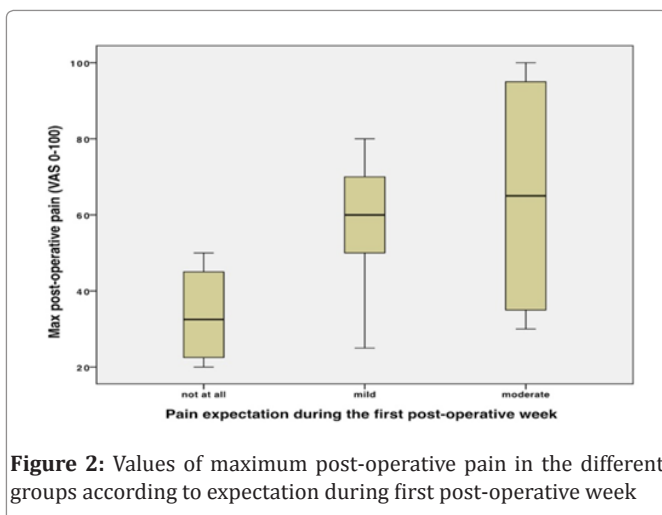 Max post-operative pain (VAS 0-100)
100
80
60
40
20
not at all
mild
moderate
Pain expectation during the first post-operative week
Figure 2: Values of maximum post-operative pain in the different
groups according to expectation during first post-operative week